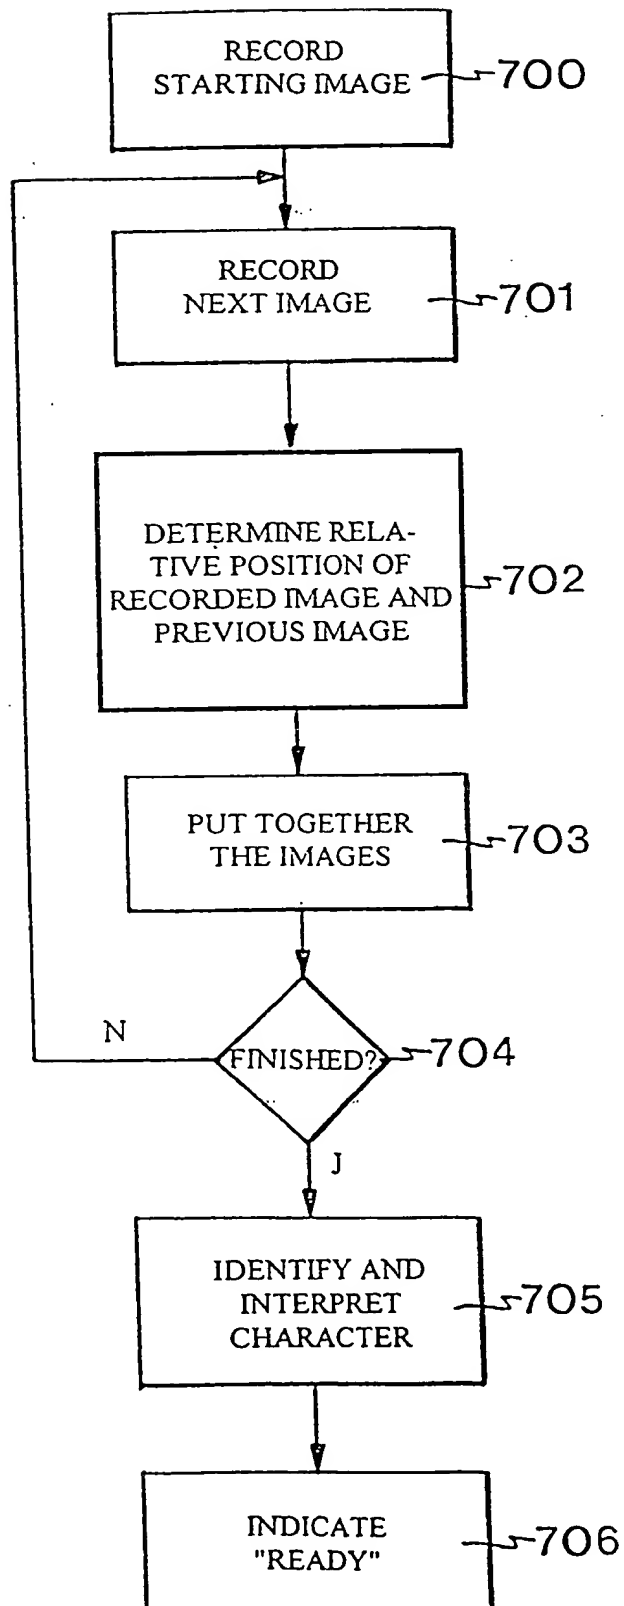 RECORD
STARTING IMAGE
700
RECORD
NEXT IMAGE
701
DETERMINE RELA-
TIVE POSITION OF
RECORDED IMAGE AND
PREVIOUS IMAGE
702
PUT TOGETHER
THE IMAGES
703
N
FINISHED?
704
J
IDENTIFY AND
INTERPRET
CHARACTER
705
INDICATE
"READY"
706